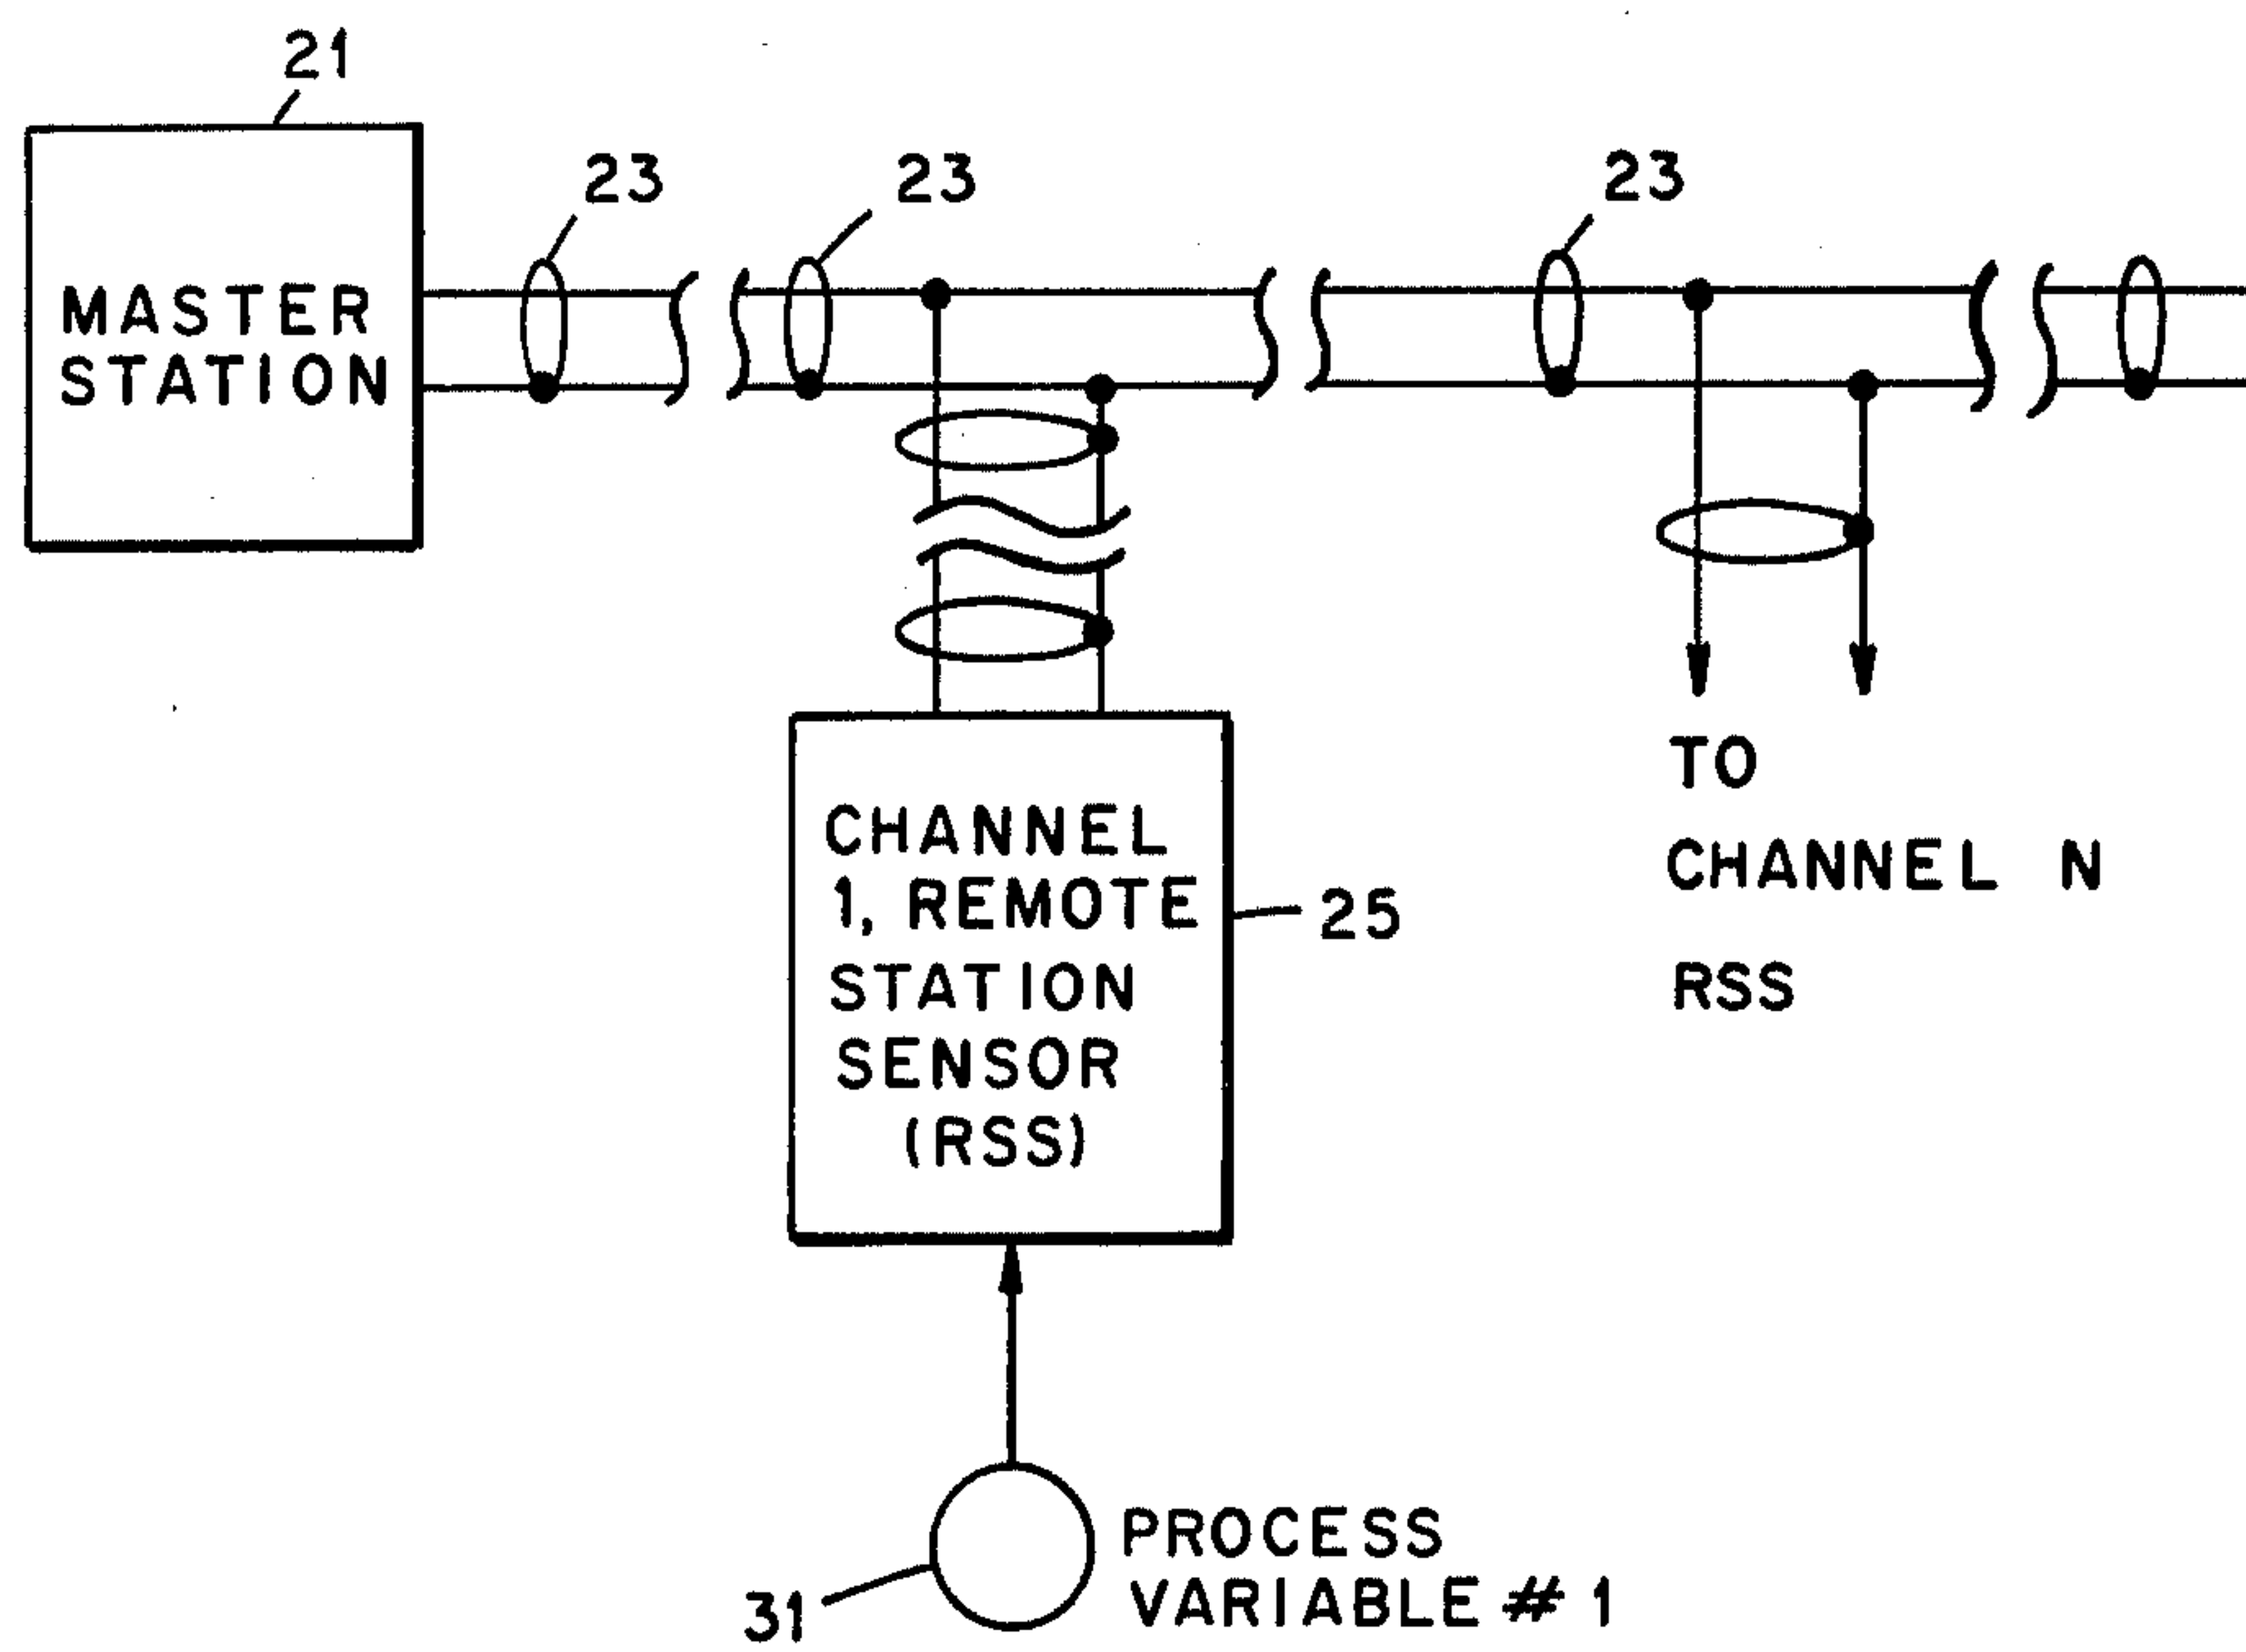 21
23
23
23
MASTER
STATION
CHANNEL
1, REMOTE
STATION
SENSOR
(RSS)
25
TO
CHANNEL N
RSS
31
PROCESS
VARIABLE # 1